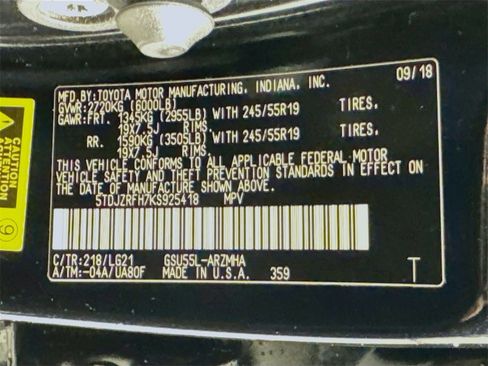 MFD.BY:TOYOTA MOTOR MANUFACTURING, INDIANA, INC. 09/18
GVWR:2720KG (6000LB)
GAWR:FRT. 1345KG (2955LB) WITH 245/55R19 TIRES.
19X7.5J RIMS.
RR. 1590KG (3505LB) WITH 245/55R19 TIRES.
19X7.5J RIMS.
THIS VEHICLE CONFORMS TO ALL APPLICABLE FEDERAL MOTOR
VEHICLE SAFETY AND THEFT PREVENTION STANDARDS IN EFFECT
ON THE DATE OF MANUFACTURE SHOWN ABOVE.
5TDJZRFH7KS925418 MPV
C/TR:218/LG21 GSU55L-ARZMHA
A/TM:-04A/UA80F MADE IN U.S.A. 359 T
CAUTION
ATTENTION
9